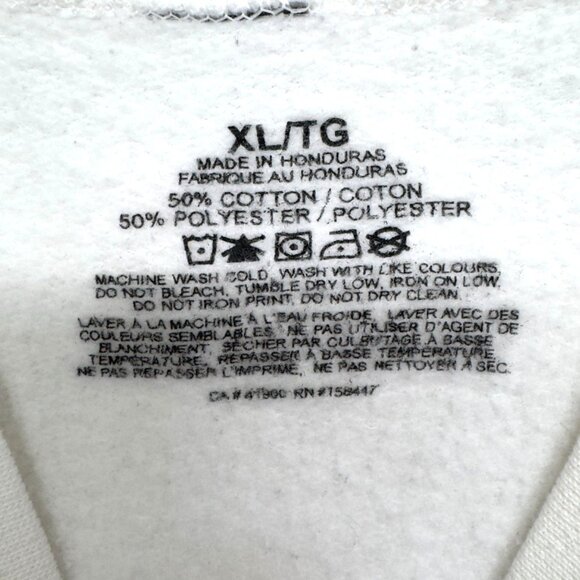 XL/TG
MADE IN HONDURAS
FABRIQUE AU HONDURAS
50% COTTON / COTON
50% POLYESTER / POLYESTER
MACHINE WASH COLD, WASH WITH LIKE COLOURS,
DO NOT BLEACH, TUMBLE DRY LOW, IRON ON LOW,
DO NOT IRON PRINT, DO NOT DRY CLEAN.
LAVER À LA MACHINE À L'EAU FROIDE, LAVER AVEC DES
COULEURS SEMBLABLES, NE PAS UTILISER D'AGENT DE
BLANCHIMENT, SÉCHER PAR CULBUTAGE À BASSE
TEMPÉRATURE, REPASSER À BASSE TEMPÉRATURE,
NE PAS REPASSER L'IMPRIMÉ, NE PAS NETTOYER À SEC.
CA # 41900 RN #158447